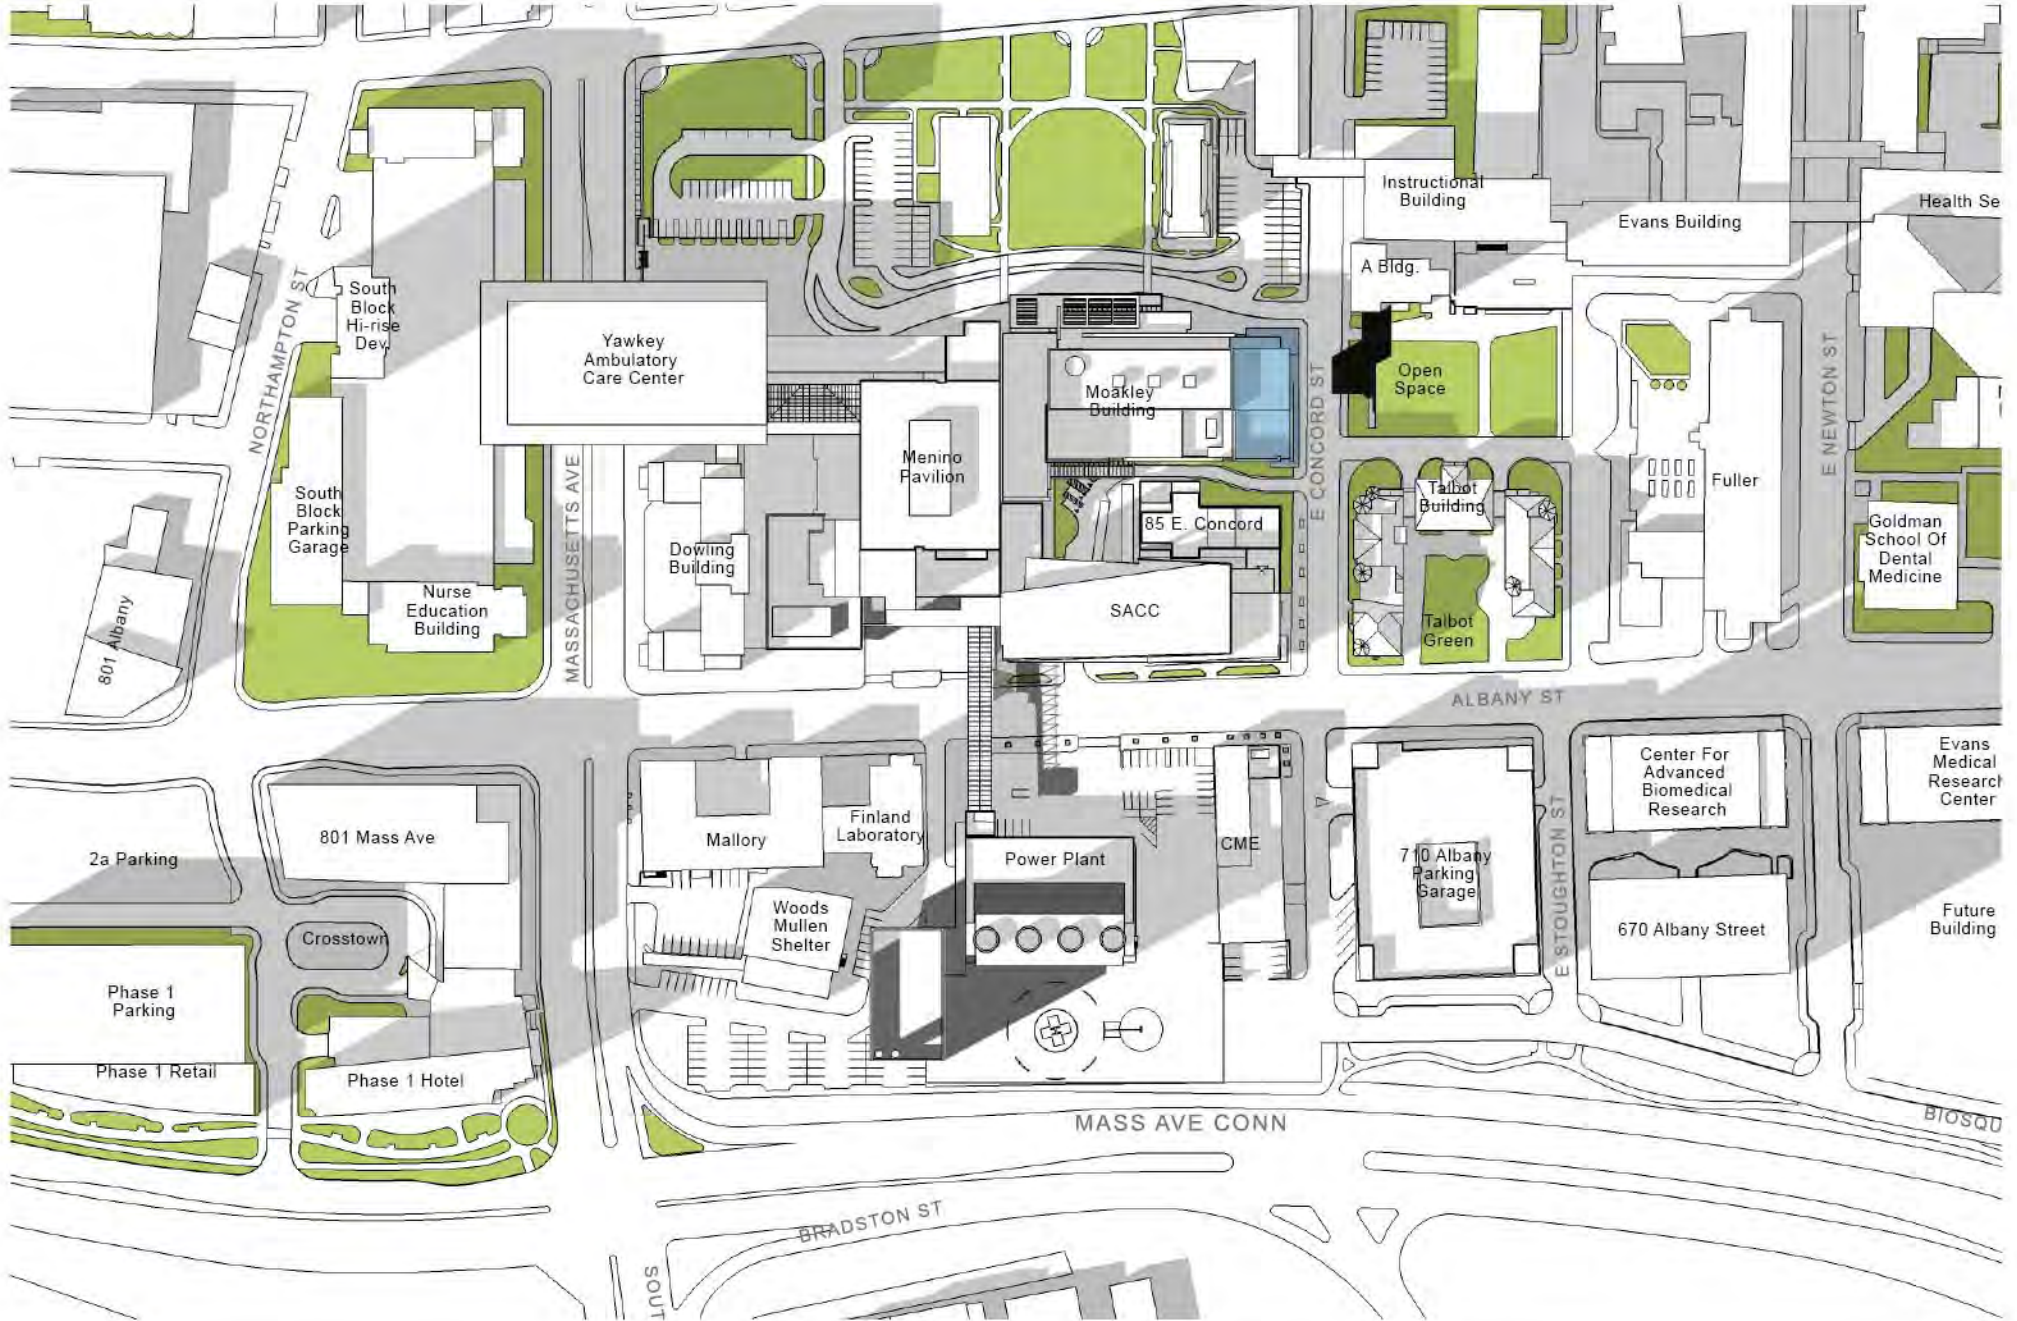 Instructional
Building
Evans Building
Health Se
A Bldg.
South
Block
Hi-rise
Dev.
NORTHAMPTON ST
Yawkey
Ambulatory
Care Center
Moakley
Building
E CONCORD ST
Open
Space
E NEWTON ST
Menino
Pavilion
MASSACHUSETTS AVE
South
Block
Parking
Garage
Dowling
Building
85 E. Concord
Talbot
Building
Fuller
Goldman
School Of
Dental
Medicine
801 Albany
Nurse
Education
Building
SACC
Talbot
Green
ALBANY ST
801 Mass Ave
2a Parking
Mallory
Finland
Laboratory
Power Plant
CME
710 Albany
Parking
Garage
E STOUGHTON ST
Center For
Advanced
Biomedical
Research
Evans
Medical
Research
Center
Crosstown
Woods
Mullen
Shelter
670 Albany Street
Future
Building
Phase 1
Parking
Phase 1 Retail
Phase 1 Hotel
MASS AVE CONN
BIOSQU
BRADSTON ST
SOUT